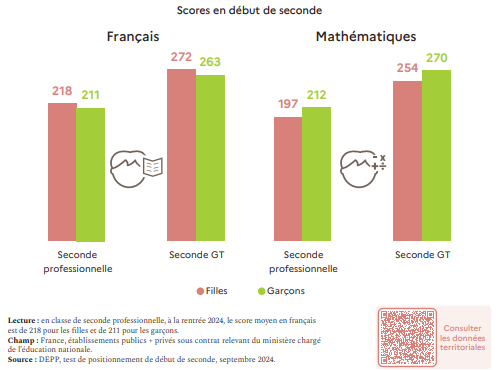 Scores en début de seconde
Français
Mathématiques
218
211
272
263
197
212
254
270
Seconde
professionnelle
Seconde GT
Seconde
professionnelle
Seconde GT
Filles
Garçons
Lecture : en classe de seconde professionnelle, à la rentrée 2024, le score moyen en français
est de 218 pour les filles et de 211 pour les garçons.
Champ : France, établissements publics + privés sous contrat relevant du ministère chargé
de l'éducation nationale.
Source : DEPP, test de positionnement de début de seconde, septembre 2024.
Consulter
les données
territoriales